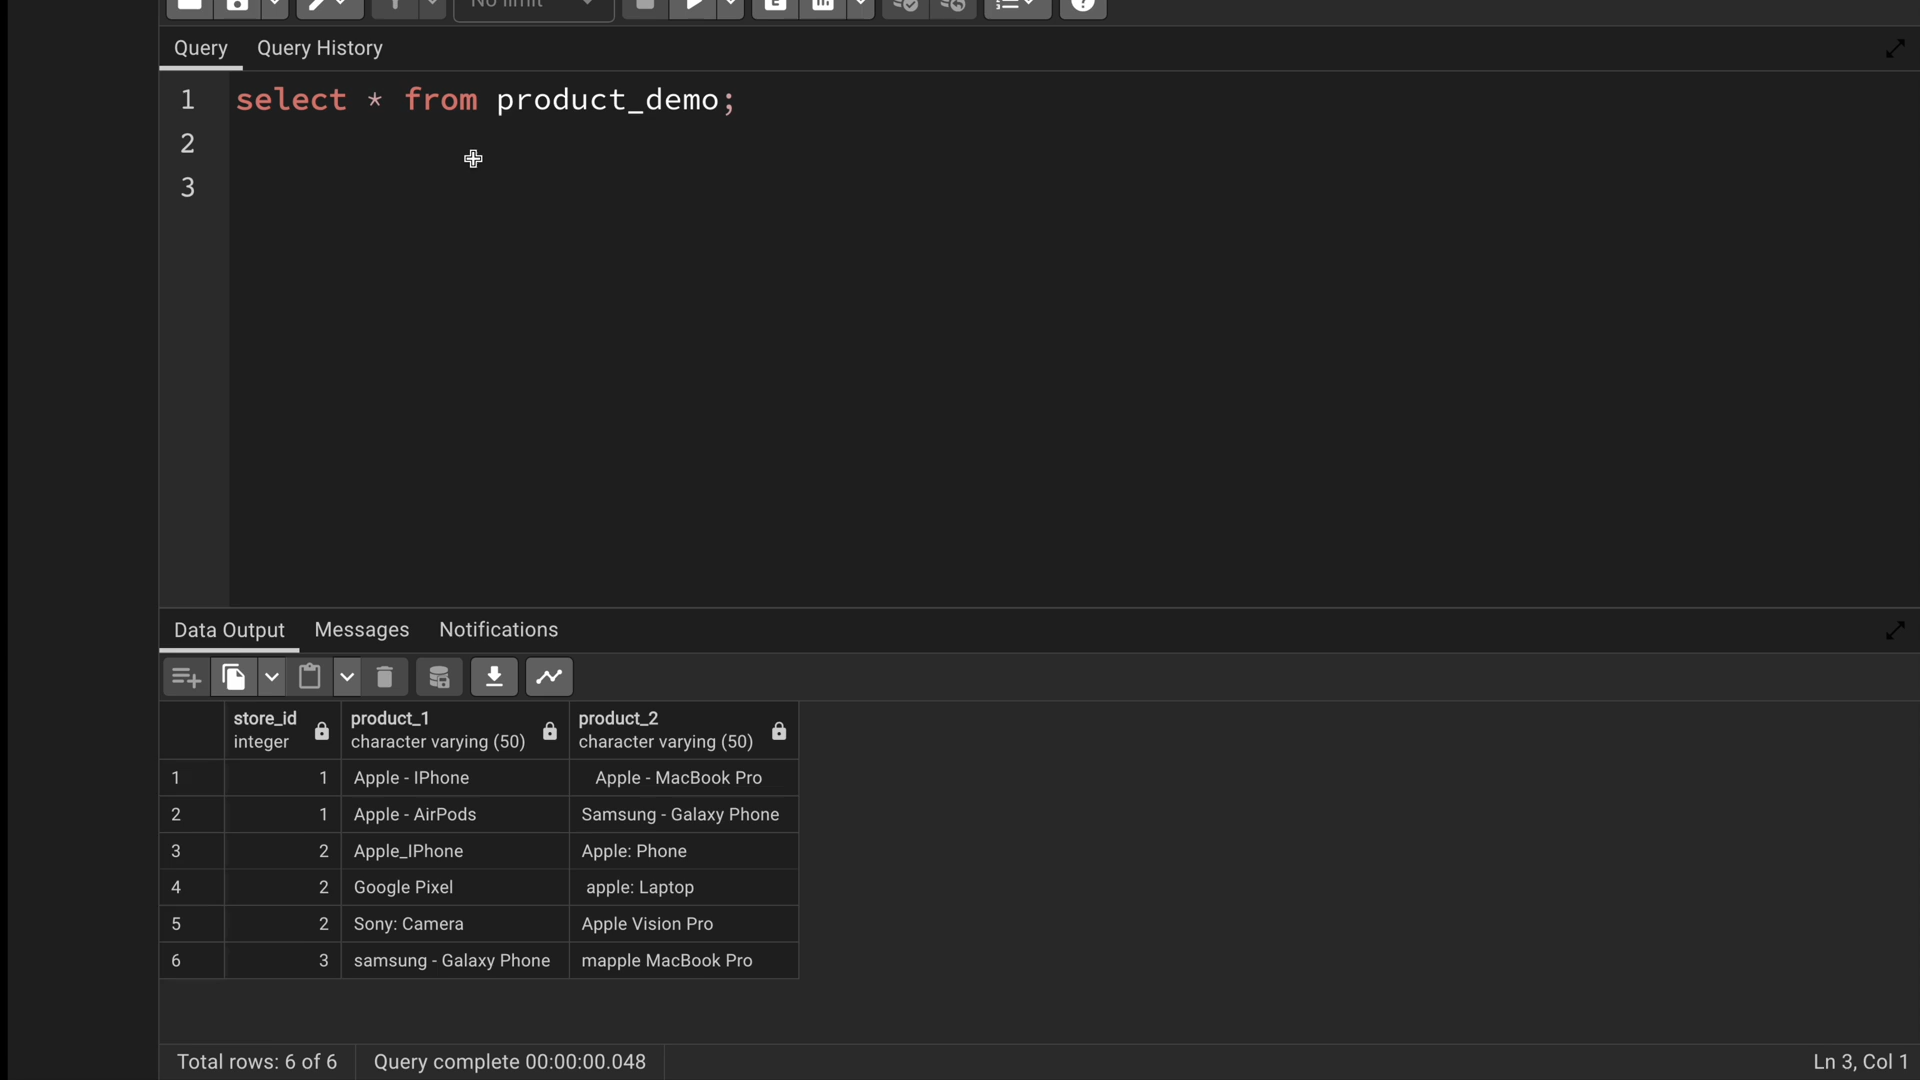 No limit
Query Query History
1 select * from product_demo;
2
3
Data Output Messages Notifications
store_id product_1 product_2
integer character varying (50) character varying (50)
1 1 Apple - IPhone Apple - MacBook Pro
2 1 Apple - AirPods Samsung - Galaxy Phone
3 2 Apple_IPhone Apple: Phone
4 2 Google Pixel apple: Laptop
5 2 Sony: Camera Apple Vision Pro
6 3 samsung - Galaxy Phone mapple MacBook Pro
Total rows: 6 of 6 Query complete 00:00:00.048 Ln 3, Col 1